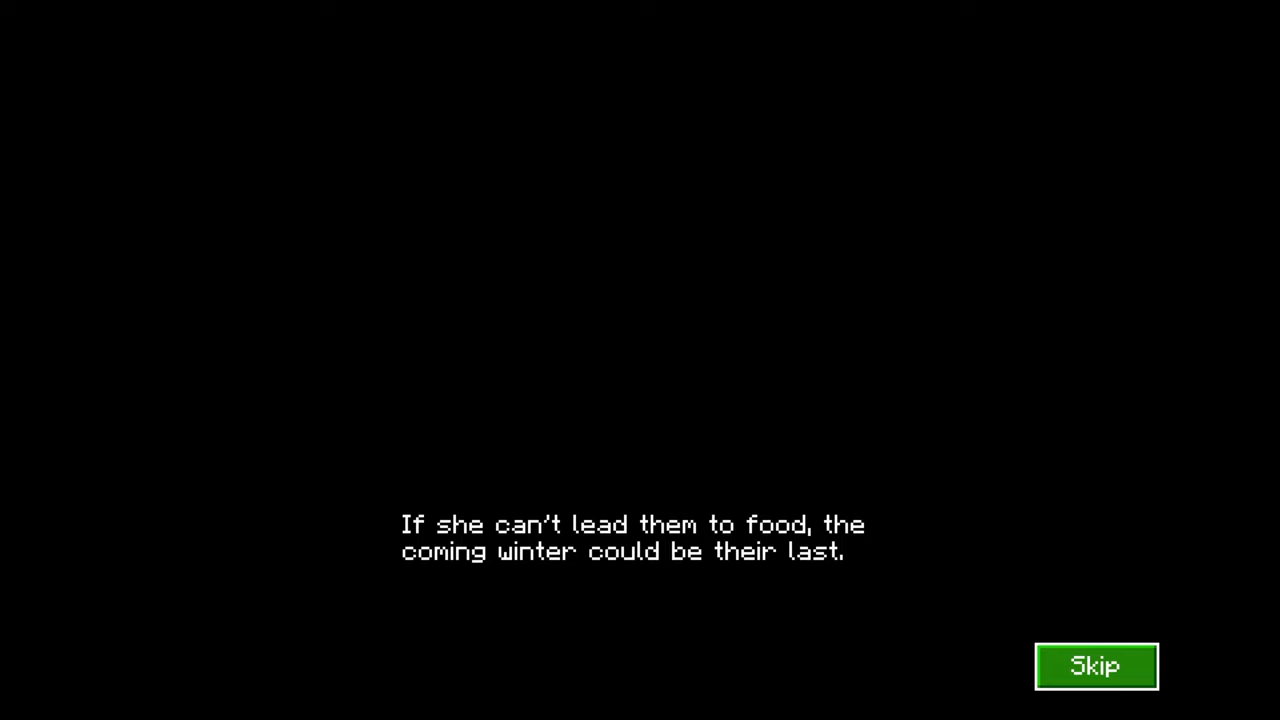 If she can't lead them to food, the
coming winter could be their last.
Skip